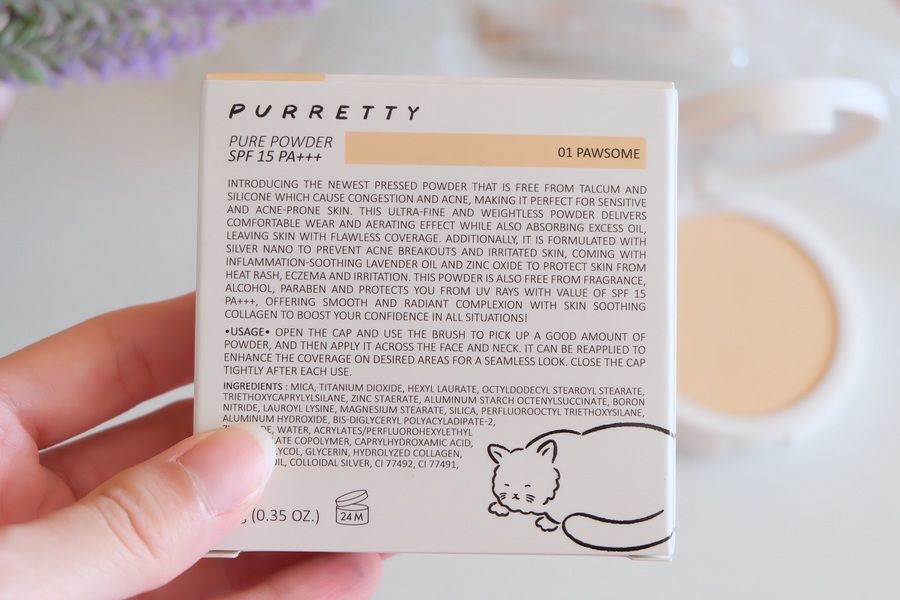 PURRETTY
PURE POWDER
SPF 15 PA+++
01 PAWSOME
INTRODUCING THE NEWEST PRESSED POWDER THAT IS FREE FROM TALCUM AND
SILICONE WHICH CAUSE CONGESTION AND ACNE, MAKING IT PERFECT FOR SENSITIVE
AND ACNE-PRONE SKIN. THIS ULTRA-FINE AND WEIGHTLESS POWDER DELIVERS
COMFORTABLE WEAR AND AERATING EFFECT WHILE ALSO ABSORBING EXCESS OIL,
LEAVING SKIN WITH FLAWLESS COVERAGE. ADDITIONALLY, IT IS FORMULATED WITH
SILVER NANO TO PREVENT ACNE BREAKOUTS AND IRRITATED SKIN, COMING WITH
INFLAMMATION-SOOTHING LAVENDER OIL AND ZINC OXIDE TO PROTECT SKIN FROM
HEAT RASH, ECZEMA AND IRRITATION. THIS POWDER IS ALSO FREE FROM FRAGRANCE,
ALCOHOL, PARABEN AND PROTECTS YOU FROM UV RAYS WITH VALUE OF SPF 15
PA+++, OFFERING SMOOTH AND RADIANT COMPLEXION WITH SKIN SOOTHING
COLLAGEN TO BOOST YOUR CONFIDENCE IN ALL SITUATIONS!
•USAGE• OPEN THE CAP AND USE THE BRUSH TO PICK UP A GOOD AMOUNT OF
POWDER, AND THEN APPLY IT ACROSS THE FACE AND NECK. IT CAN BE REAPPLIED TO
ENHANCE THE COVERAGE ON DESIRED AREAS FOR A SEAMLESS LOOK. CLOSE THE CAP
TIGHTLY AFTER EACH USE.
INGREDIENTS : MICA, TITANIUM DIOXIDE, HEXYL LAURATE, OCTYLDODECYL STEAROYL STEARATE,
TRIETHOXYCAPRYLYLSILANE, ZINC STAERATE, ALUMINUM STARCH OCTENYLSUCCINATE, BORON
NITRIDE, LAUROYL LYSINE, MAGNESIUM STEARATE, SILICA, PERFLUOROOCTYL TRIETHOXYSILANE,
ALUMINUM HYDROXIDE, BIS-DIGLYCERYL POLYACYLADIPATE-2,
WATER, ACRYLATES/PERFLUOROHEXYLETHYL
COPOLYMER, CAPRYLHYDROXAMIC ACID,
GLYCERIN, HYDROLYZED COLLAGEN,
OIL, COLLOIDAL SILVER, CI 77492, CI 77491,
(0.35 OZ.)
24 M